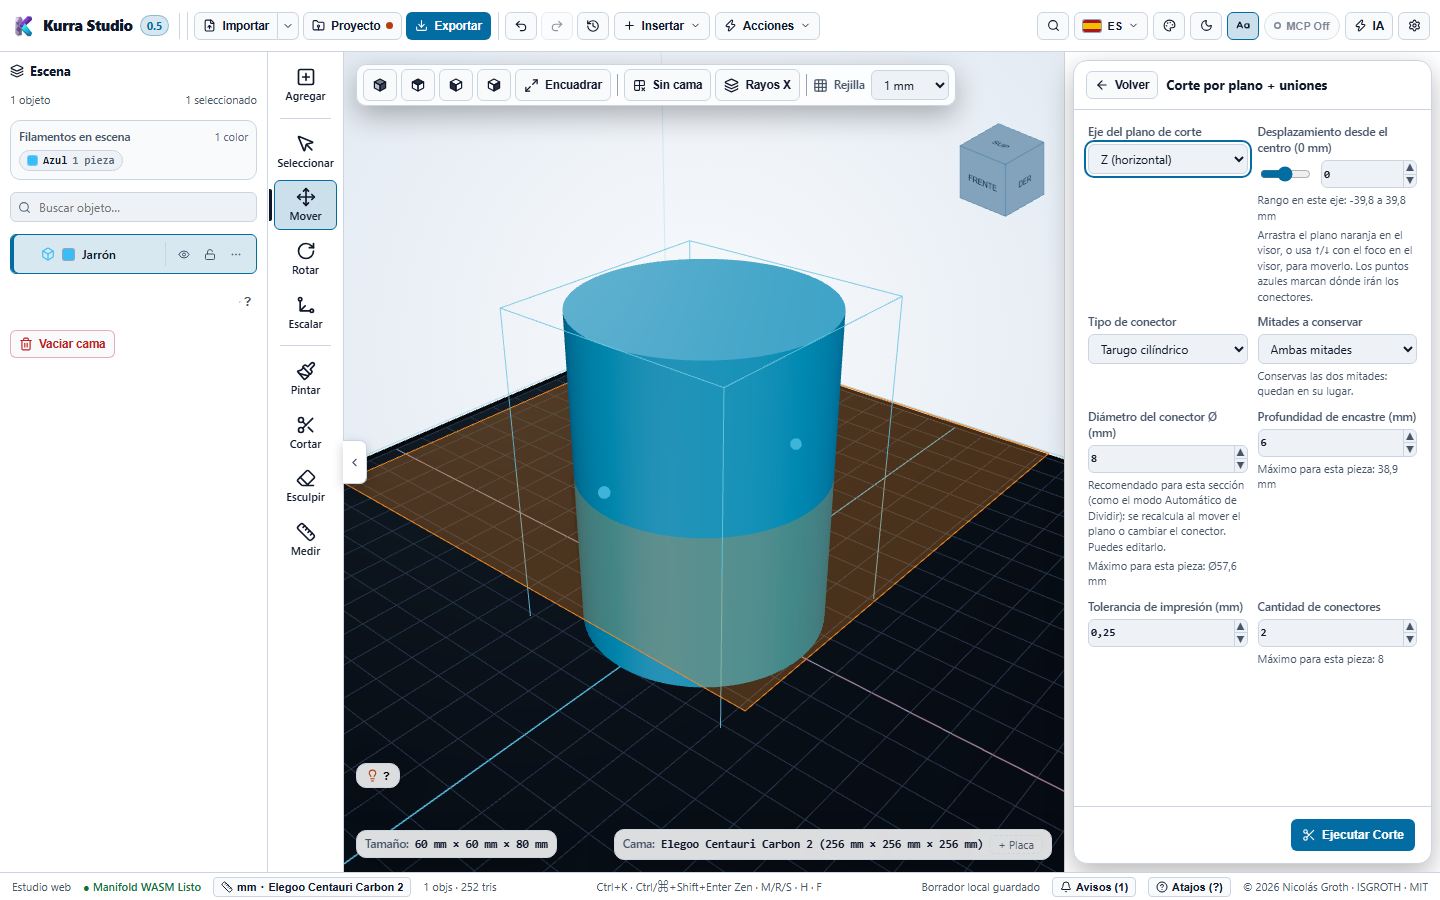 Kurra Studio 0.5 Importar Proyecto Exportar Insertar Acciones ES Aa MCP Off IA
Escena
1 objeto 1 seleccionado
Filamentos en escena 1 color
Azul 1 pieza
Buscar objeto...
Jarrón
?
Vaciar cama
Agregar
Seleccionar
Mover
Rotar
Escalar
Pintar
Cortar
Esculpir
Medir
Encuadrar Sin cama Rayos X Rejilla 1 mm
FRENTE DER
?
Tamaño: 60 mm × 60 mm × 80 mm
Cama: Elegoo Centauri Carbon 2 (256 mm × 256 mm × 256 mm) + Placa
Volver Corte por plano + uniones
Eje del plano de corte
Z (horizontal)
Desplazamiento desde el
centro (0 mm)
0
Rango en este eje: -39,8 a 39,8
mm
Arrastra el plano naranja en el
visor, o usa ↑/↓ con el foco en el
visor, para moverlo. Los puntos
azules marcan dónde irán los
conectores.
Tipo de conector
Tarugo cilíndrico
Mitades a conservar
Ambas mitades
Conservas las dos mitades:
quedan en su lugar.
Diámetro del conector Ø
(mm)
8
Recomendado para esta sección
(como el modo Automático de
Dividir): se recalcula al mover el
plano o cambiar el conector.
Puedes editarlo.
Máximo para esta pieza: Ø57,6
mm
Profundidad de encastre (mm)
6
Máximo para esta pieza: 38,9
mm
Tolerancia de impresión (mm)
0,25
Cantidad de conectores
2
Máximo para esta pieza: 8
Ejecutar Corte
Estudio web Manifold WASM Listo mm · Elegoo Centauri Carbon 2 1 objs · 252 tris Ctrl+K · Ctrl/⌘+Shift+Enter Zen · M/R/S · H · F Borrador local guardado Avisos (1) Atajos (?) © 2026 Nicolás Groth · ISGROTH · MIT